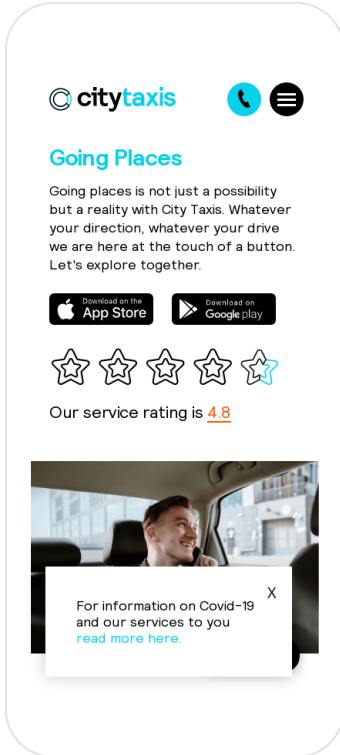 citytaxis
Going Places
Going places is not just a possibility
but a reality with City Taxis. Whatever
your direction, whatever your drive
we are here at the touch of a button.
Let's explore together.
Download on the
App Store
Download on
Google play
Our service rating is 4.8
X
For information on Covid-19
and our services to you
read more here.